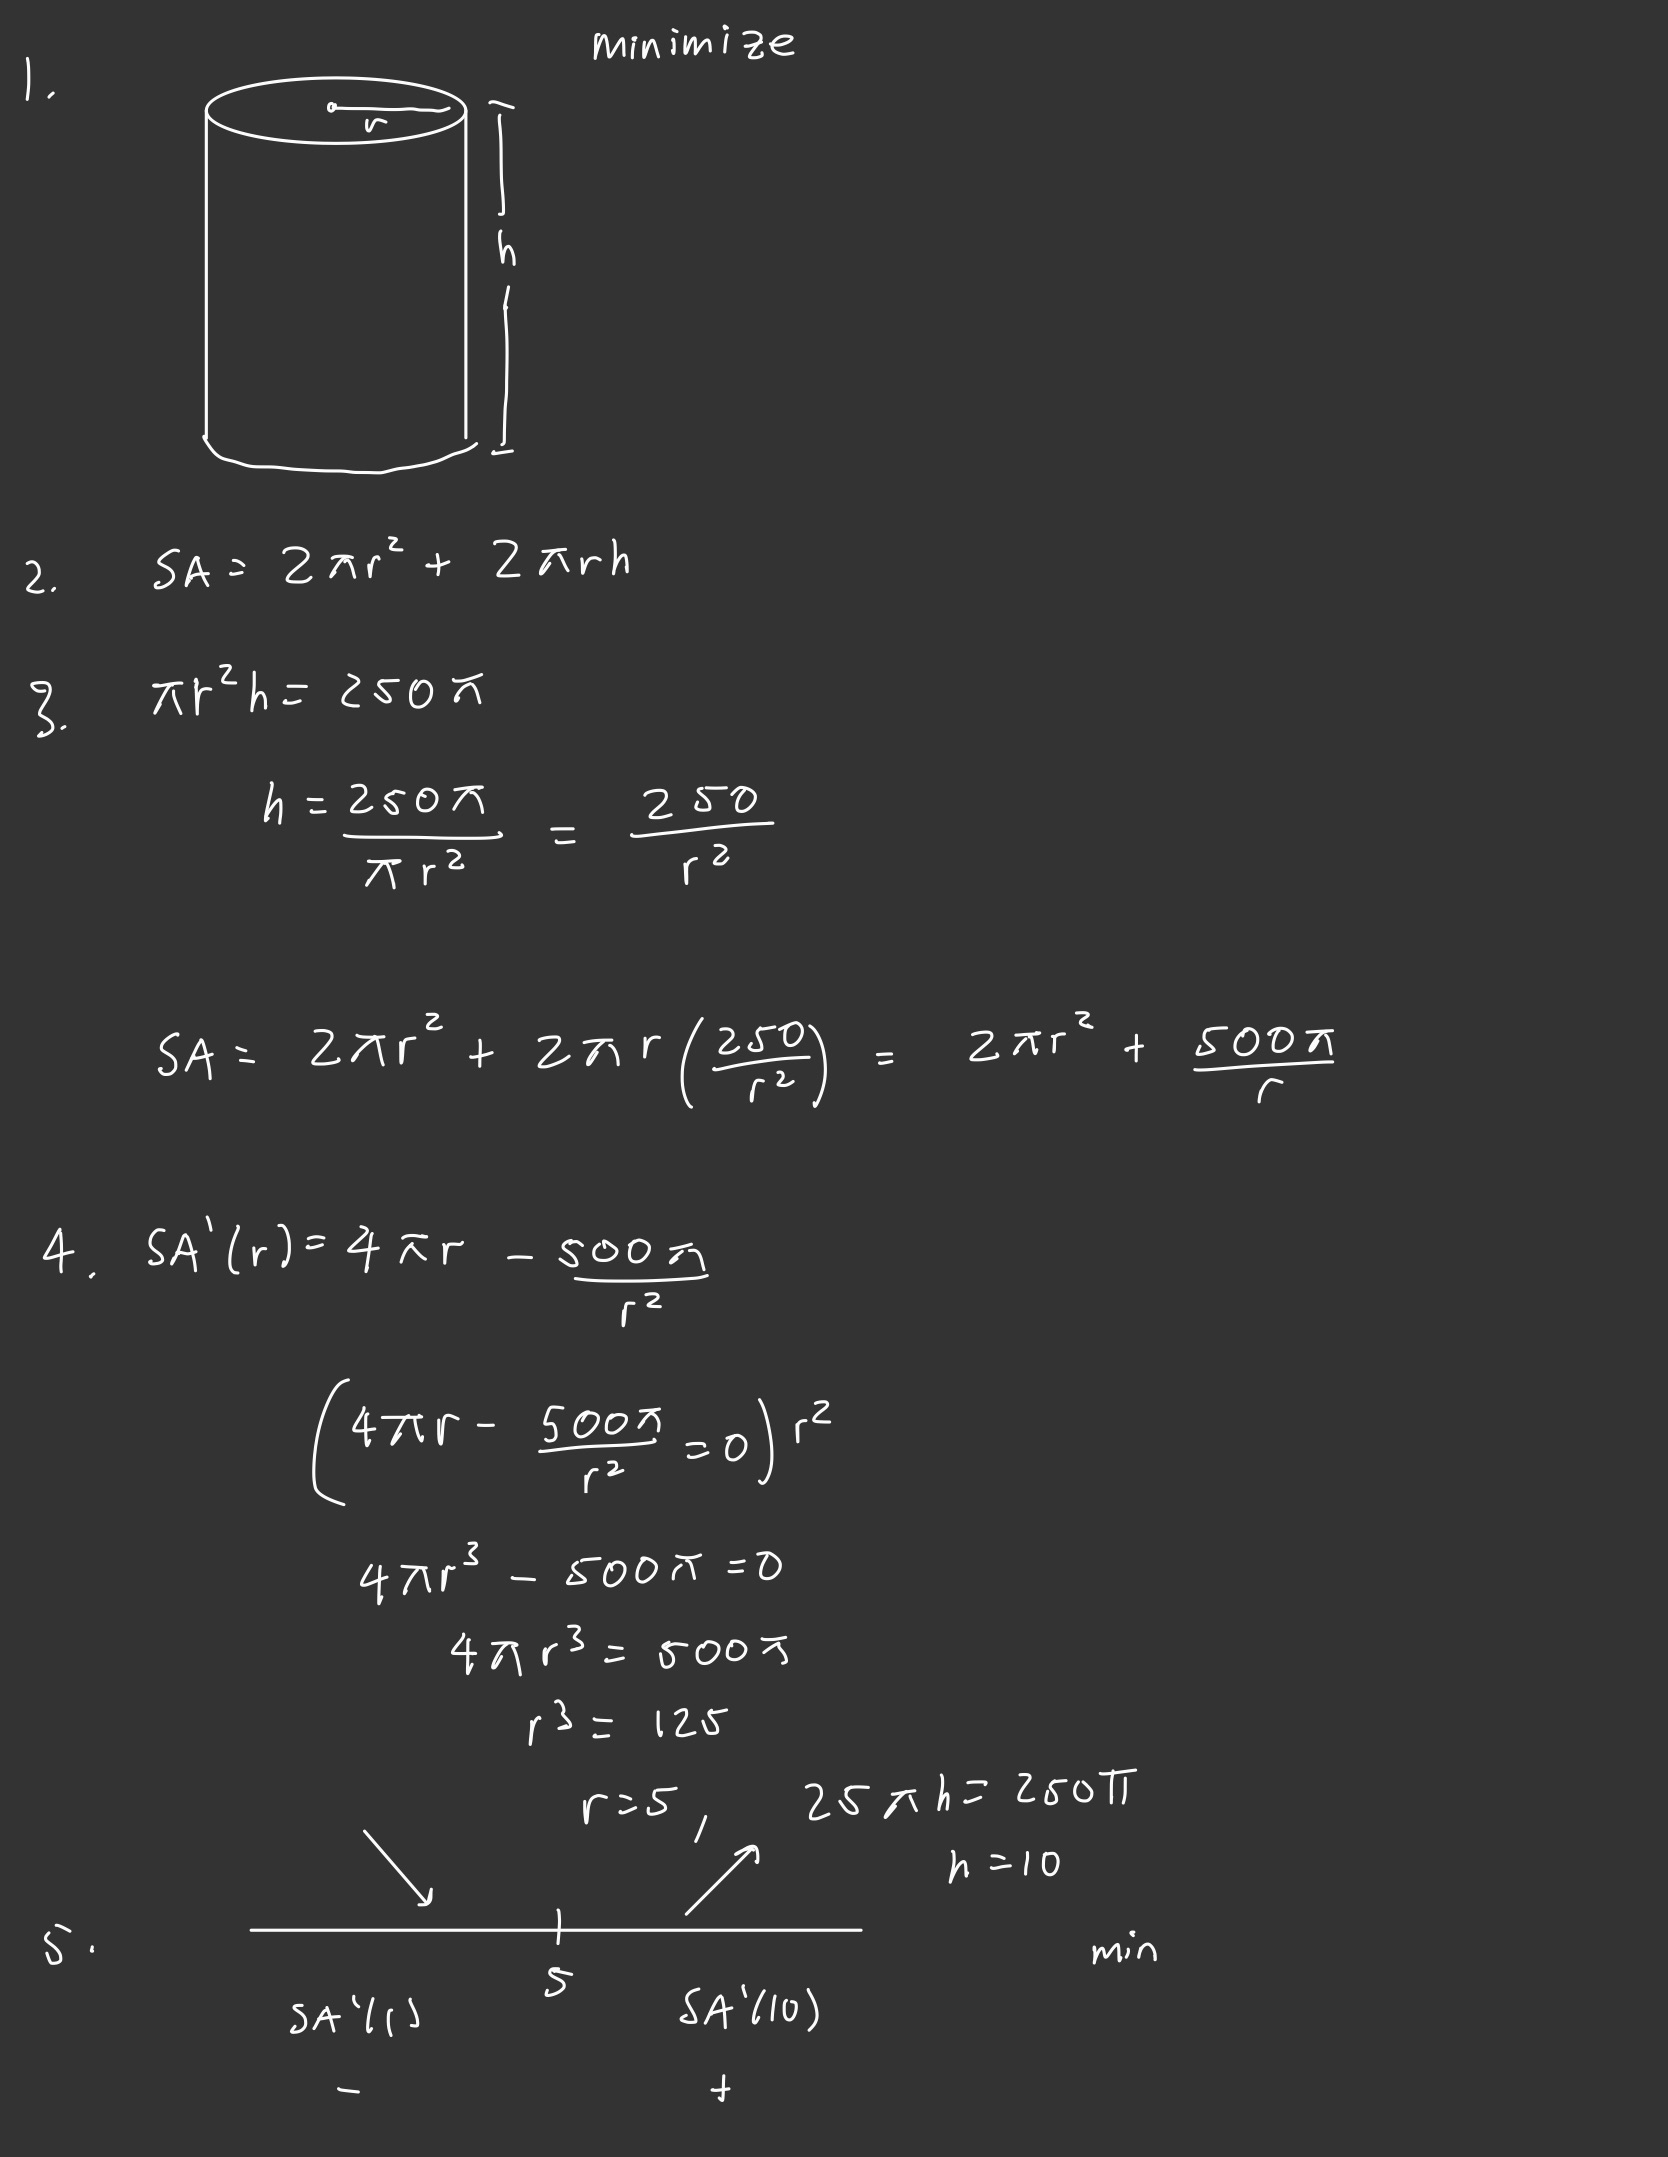 minimize
1.
r
h
2. SA = 2πr² + 2πrh
3. πr²h = 250π
h = 250π/πr² = 250/r²
SA = 2πr² + 2πr(250/r²) = 2πr² + 500π/r
4. SA'(r) = 4πr - 500π/r²
(4πr - 500π/r² = 0) r²
4πr³ - 500π = 0
4πr³ = 500π
r³ = 125
r = 5, 25πh = 250π
h = 10
5. min
5
SA'(1) SA'(10)
- +